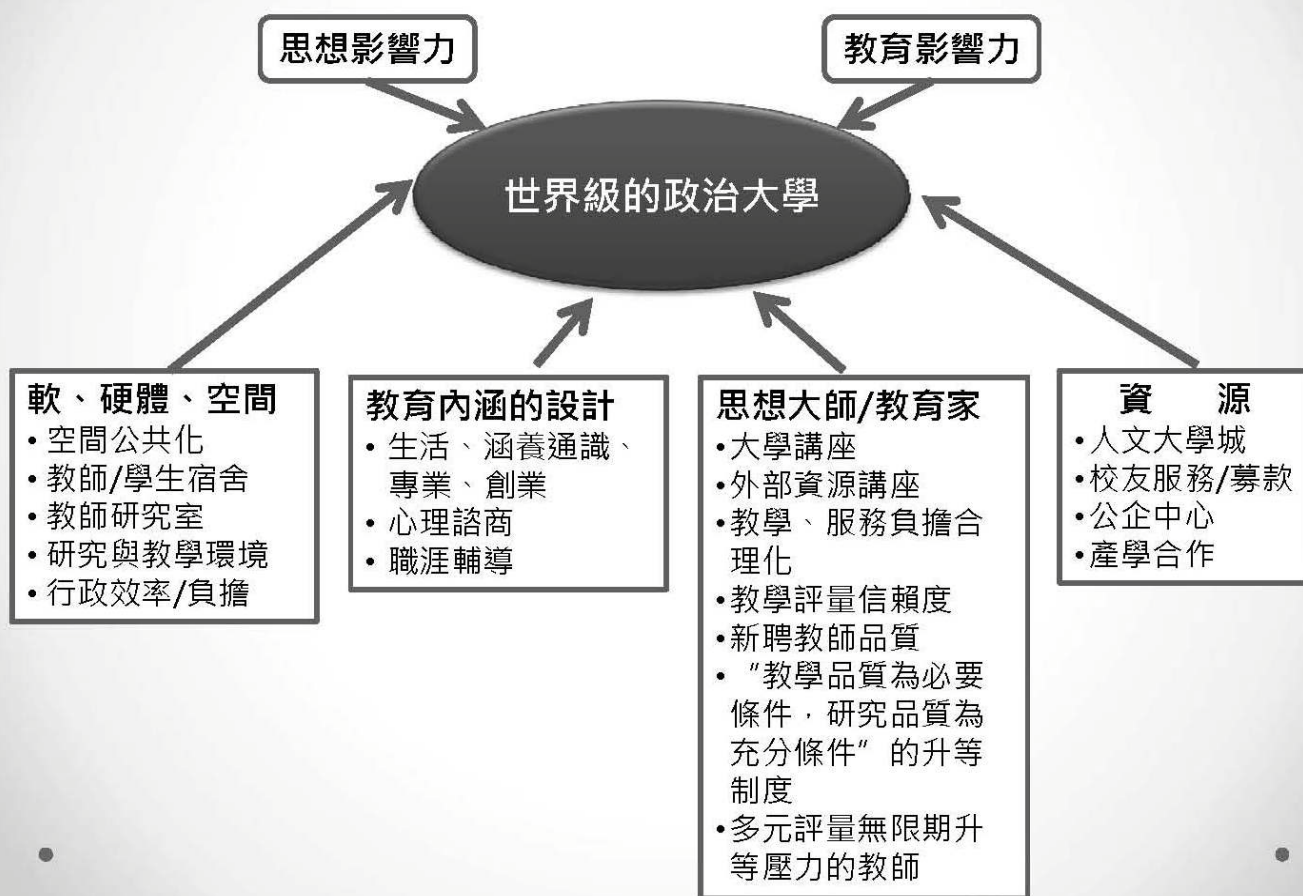 思想影響力
教育影響力
世界級的政治大學
軟、硬體、空間
• 空間公共化
• 教師/學生宿舍
• 教師研究室
• 研究與教學環境
• 行政效率/負擔
教育內涵的設計
• 生活、涵養通識、
專業、創業
• 心理諮商
• 職涯輔導
思想大師/教育家
•大學講座
•外部資源講座
•教學、服務負擔合
理化
•教學評量信賴度
•新聘教師品質
• “教學品質為必要
條件，研究品質為
充分條件”的升等
制度
•多元評量無限期升
等壓力的教師
資 源
•人文大學城
•校友服務/募款
•公企中心
•產學合作